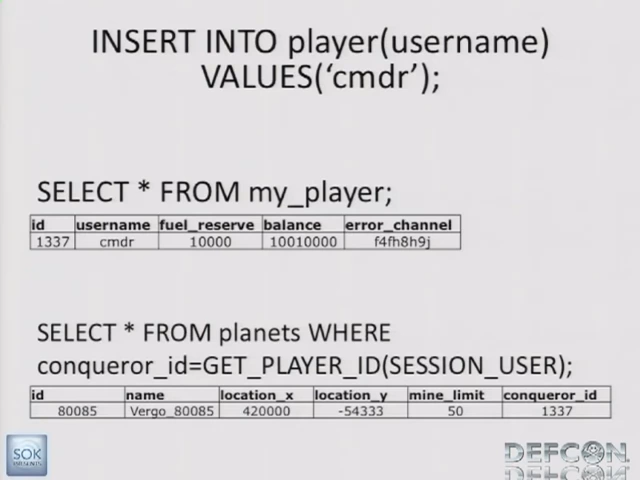 INSERT INTO player(username)
VALUES(‘cmdr’);
SELECT * FROM my_player;
id username fuel_reserve balance error_channel
1337 cmdr 10000 10010000 f4fh8h9j
SELECT * FROM planets WHERE
conqueror_id=GET_PLAYER_ID(SESSION_USER);
id name location_x location_y mine_limit conqueror_id
80085 Vergo_80085 420000 -54333 50 1337
SOK
DEFCON